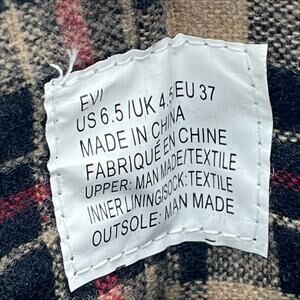 EVI
US 6.5/UK 4.5/EU 37
MADE IN CHINA
FABRIQUÉ EN CHINE
UPPER: MAN MADE/TEXTILE
INNER LINING/SOCK: TEXTILE
OUTSOLE: MAN MADE